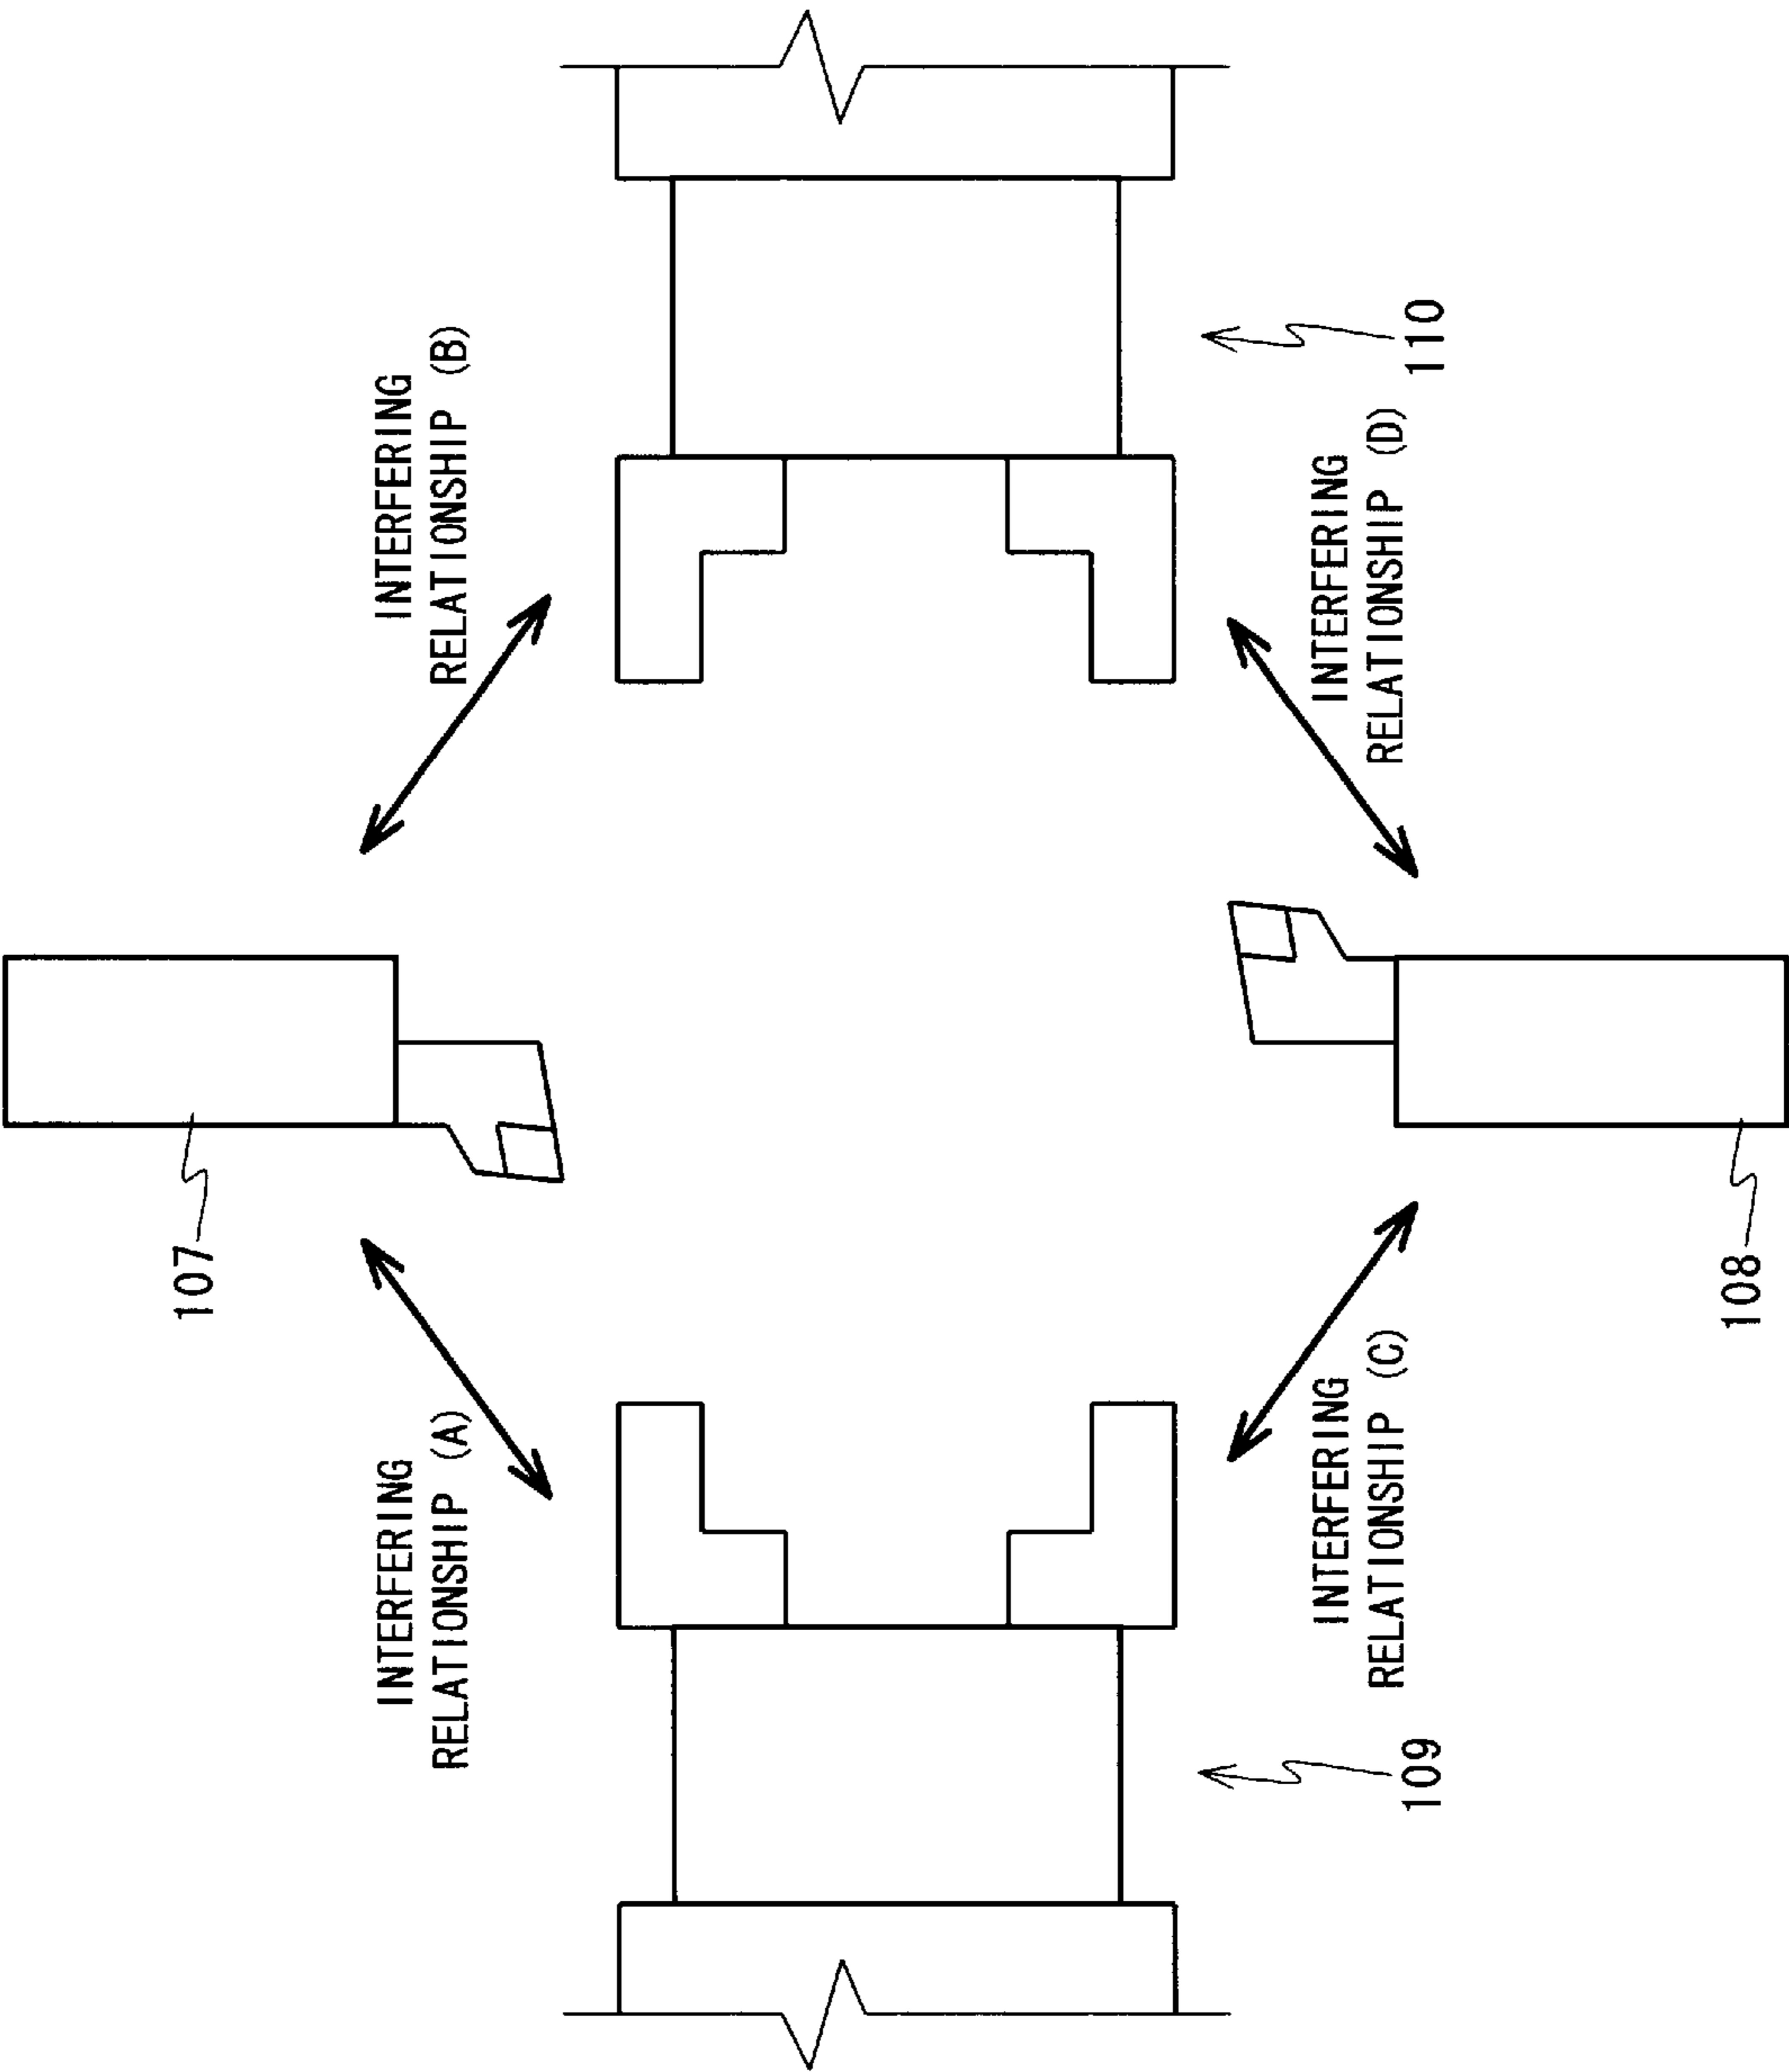 107
INTERFERING
RELATIONSHIP (A)
INTERFERING
RELATIONSHIP (B)
INTERFERING
RELATIONSHIP (C)
INTERFERING
RELATIONSHIP (D)
109
110
108